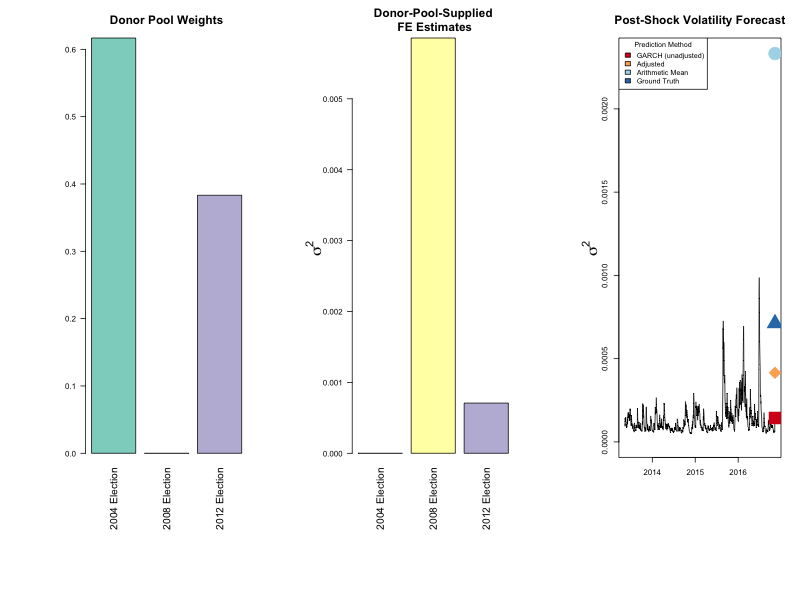 Donor Pool Weights
0.6
0.5
0.4
0.3
0.2
0.1
0.0
2004 Election
2008 Election
2012 Election
Donor-Pool-Supplied
FE Estimates
σ²
0.005
0.004
0.003
0.002
0.001
0.000
2004 Election
2008 Election
2012 Election
Post-Shock Volatility Forecast
σ²
0.0020
0.0015
0.0010
0.0005
0.0000
Prediction Method
GARCH (unadjusted)
Adjusted
Arithmetic Mean
Ground Truth
2014
2015
2016